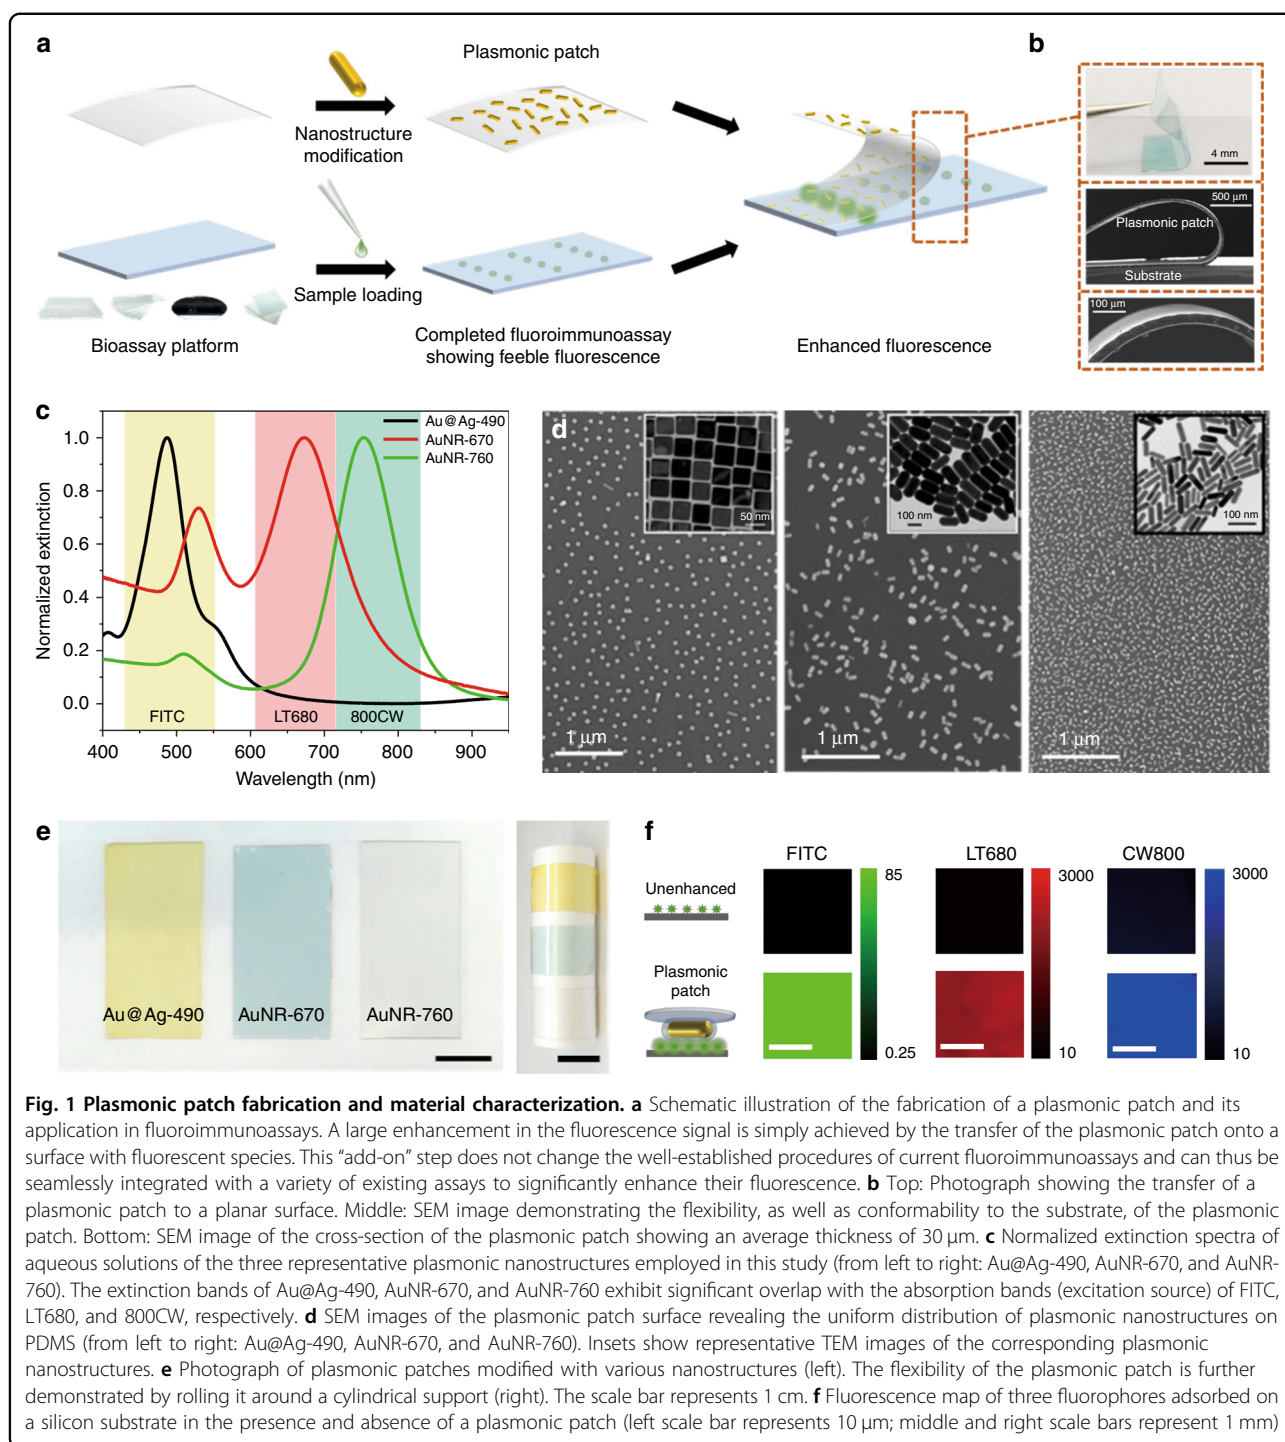 a
Plasmonic patch
b
Nanostructure
modification
4 mm
500 µm
Plasmonic patch
Substrate
100 µm
Sample loading
Bioassay platform
Completed fluoroimmunoassay
showing feeble fluorescence
Enhanced fluorescence
c
Au@Ag-490
AuNR-670
AuNR-760
1.0
0.8
0.6
0.4
0.2
0.0
Normalized extinction
FITC
LT680
800CW
400
500
600
700
800
900
Wavelength (nm)
d
50 nm
100 nm
100 nm
1 µm
1 µm
1 µm
e
Au@Ag-490
AuNR-670
AuNR-760
f
FITC
LT680
CW800
Unenhanced
85
3000
3000
Plasmonic
patch
0.25
10
10
Fig. 1 Plasmonic patch fabrication and material characterization. a Schematic illustration of the fabrication of a plasmonic patch and its
application in fluoroimmunoassays. A large enhancement in the fluorescence signal is simply achieved by the transfer of the plasmonic patch onto a
surface with fluorescent species. This “add-on” step does not change the well-established procedures of current fluoroimmunoassays and can thus be
seamlessly integrated with a variety of existing assays to significantly enhance their fluorescence. b Top: Photograph showing the transfer of a
plasmonic patch to a planar surface. Middle: SEM image demonstrating the flexibility, as well as conformability to the substrate, of the plasmonic
patch. Bottom: SEM image of the cross-section of the plasmonic patch showing an average thickness of 30 µm. c Normalized extinction spectra of
aqueous solutions of the three representative plasmonic nanostructures employed in this study (from left to right: Au@Ag-490, AuNR-670, and AuNR-
760). The extinction bands of Au@Ag-490, AuNR-670, and AuNR-760 exhibit significant overlap with the absorption bands (excitation source) of FITC,
LT680, and 800CW, respectively. d SEM images of the plasmonic patch surface revealing the uniform distribution of plasmonic nanostructures on
PDMS (from left to right: Au@Ag-490, AuNR-670, and AuNR-760). Insets show representative TEM images of the corresponding plasmonic
nanostructures. e Photograph of plasmonic patches modified with various nanostructures (left). The flexibility of the plasmonic patch is further
demonstrated by rolling it around a cylindrical support (right). The scale bar represents 1 cm. f Fluorescence map of three fluorophores adsorbed on
a silicon substrate in the presence and absence of a plasmonic patch (left scale bar represents 10 µm; middle and right scale bars represent 1 mm)